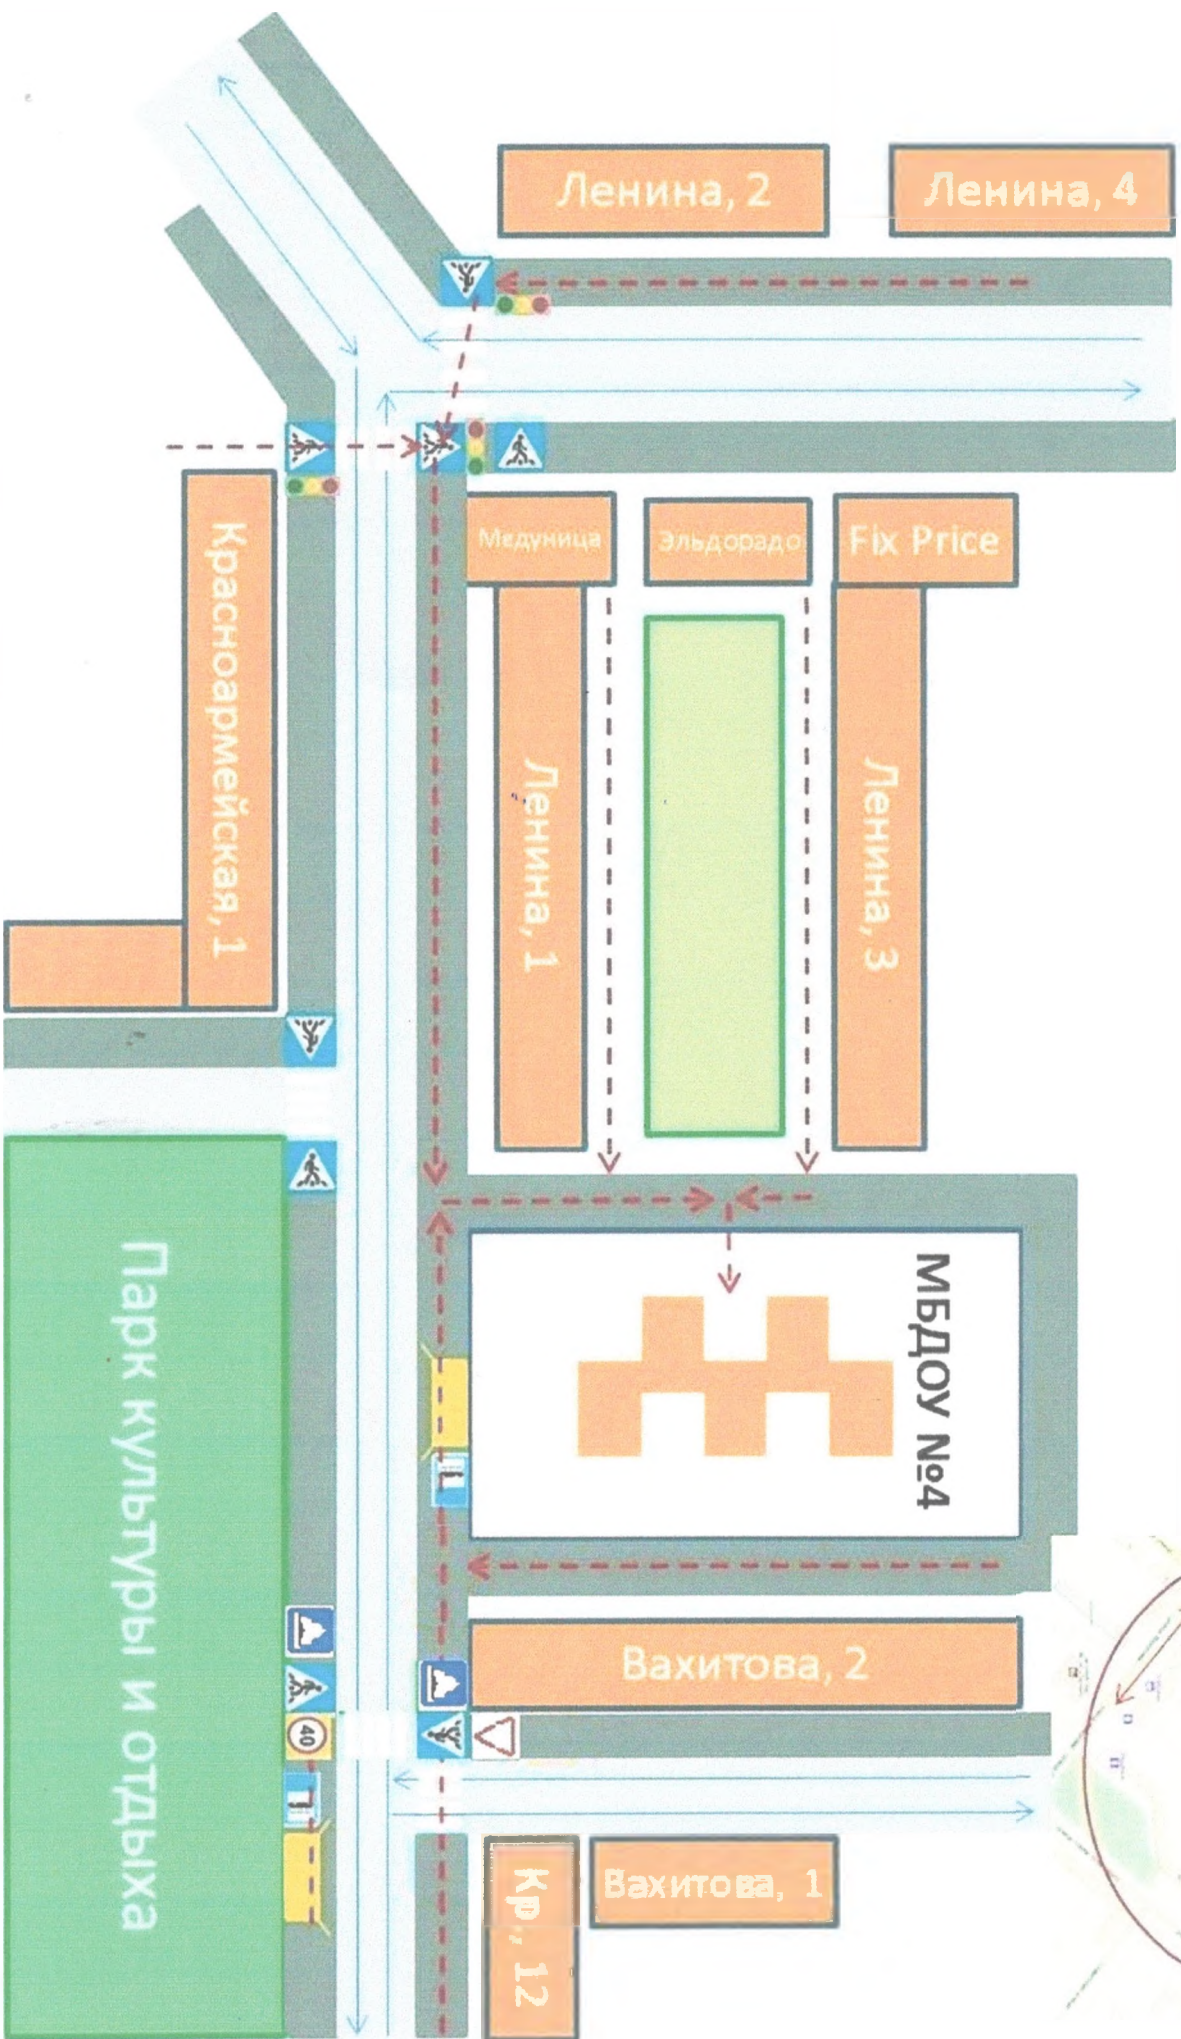 Ленина, 2
Ленина, 4
Медуница
Эльдорадо
Fix Price
Красноармейская, 1
Ленина, 1
Ленина, 3
МБДОУ №4
Парк культуры и отдыха
Вахитова, 2
40
Кр., 12
Вахитова, 1